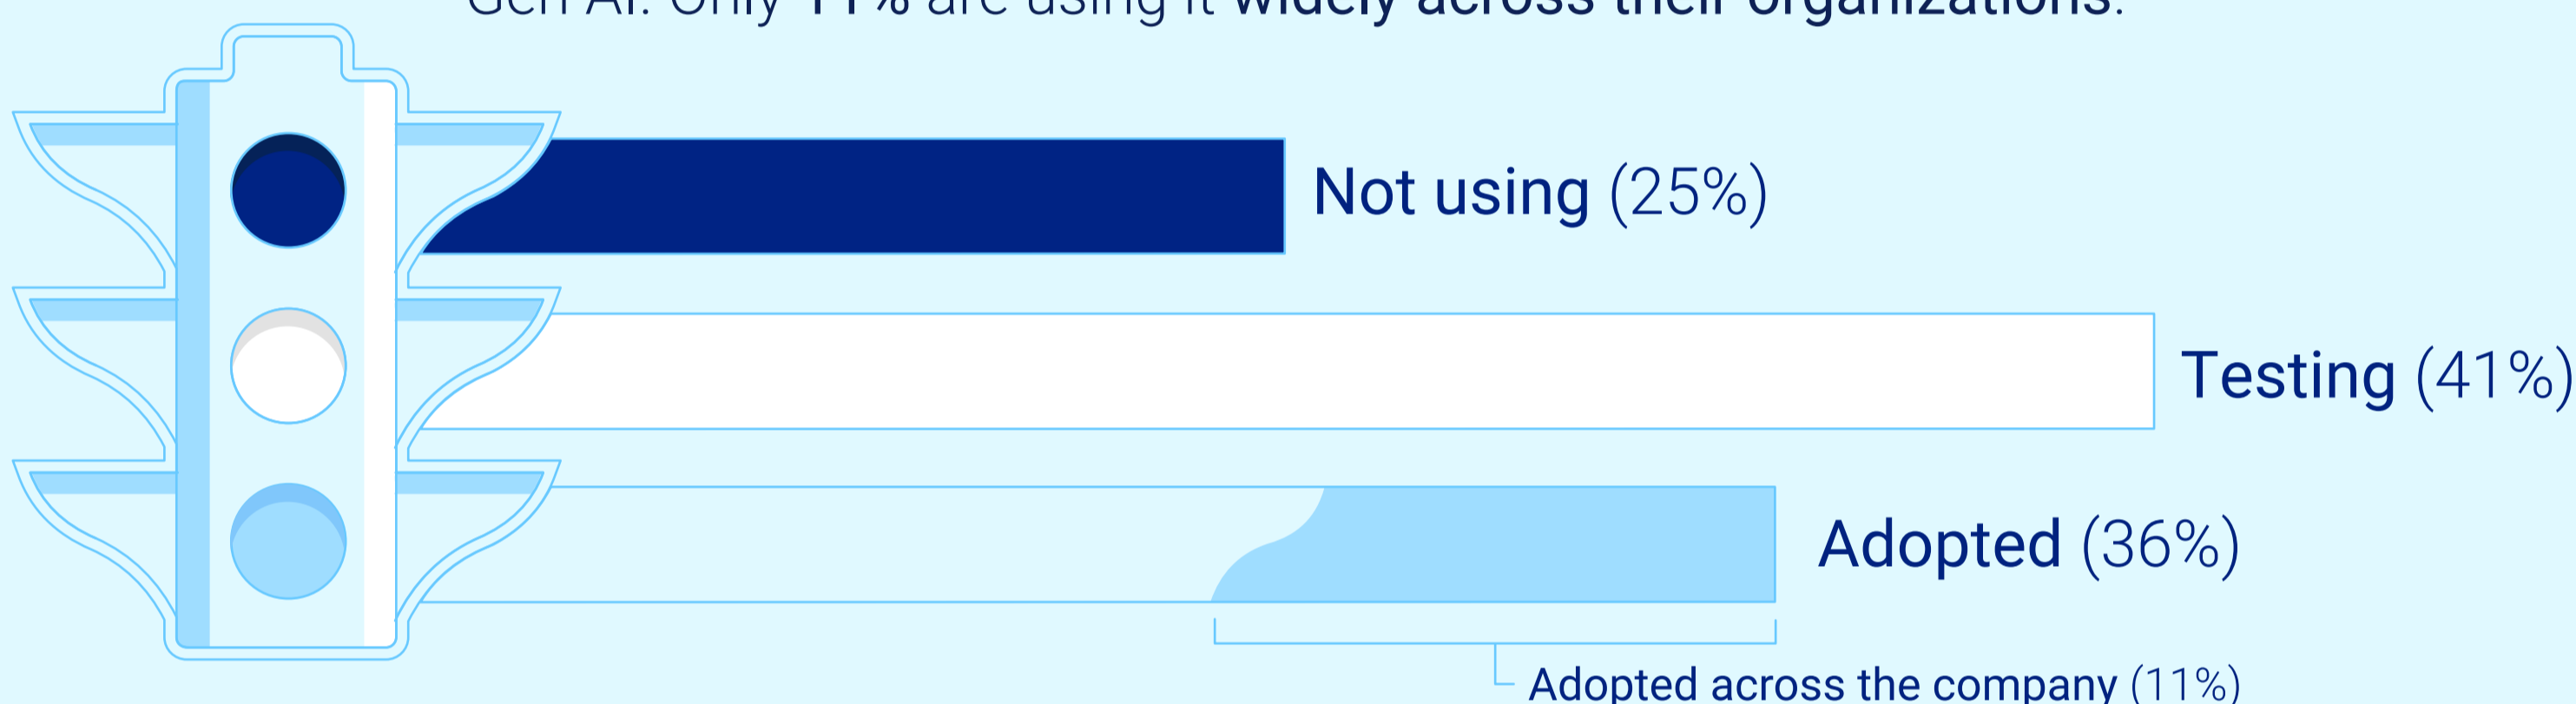 Gen AI. Only 11% are using it widely across their organizations.
Not using (25%)
Testing (41%)
Adopted (36%)
Adopted across the company (11%)